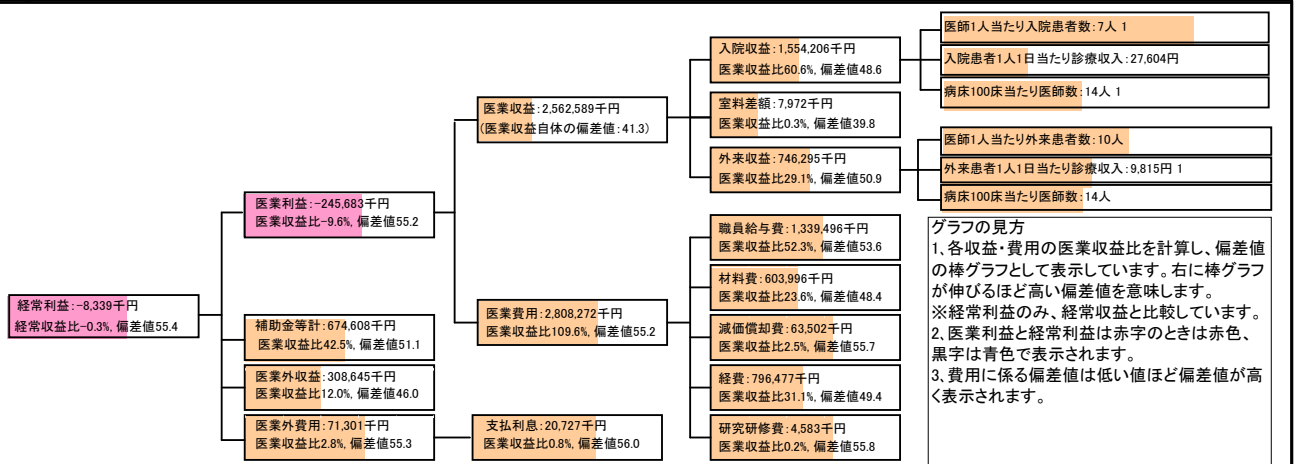 経常利益:-8,339千円
経常収益比-0.3%, 偏差値55.4
医業利益:-245,683千円
医業収益比-9.6%, 偏差値55.2
補助金等計:674,608千円
医業収益比42.5%, 偏差値51.1
医業外収益:308,645千円
医業収益比12.0%, 偏差値46.0
医業外費用:71,301千円
医業収益比2.8%, 偏差値55.3
医業収益:2,562,589千円
(医業収益自体の偏差値:41.3)
医業費用:2,808,272千円
医業収益比109.6%, 偏差値55.2
支払利息:20,727千円
医業収益比0.8%, 偏差値56.0
入院収益:1,554,206千円
医業収益比60.6%, 偏差値48.6
室料差額:7,972千円
医業収益比0.3%, 偏差値39.8
外来収益:746,295千円
医業収益比29.1%, 偏差値50.9
職員給与費:1,339,496千円
医業収益比52.3%, 偏差値53.6
材料費:603,996千円
医業収益比23.6%, 偏差値48.4
減価償却費:63,502千円
医業収益比2.5%, 偏差値55.7
経費:796,477千円
医業収益比31.1%, 偏差値49.4
研究研修費:4,583千円
医業収益比0.2%, 偏差値55.8
医師1人当たり入院患者数:7人 1
入院患者1人1日当たり診療収入:27,604円
病床100床当たり医師数:14人 1
医師1人当たり外来患者数:10人
外来患者1人1日当たり診療収入:9,815円 1
病床100床当たり医師数:14人
グラフの見方
1、各収益・費用の医業収益比を計算し、偏差値
の棒グラフとして表示しています。右に棒グラフ
が伸びるほど高い偏差値を意味します。
※経常利益のみ、経常収益と比較しています。
2、医業利益と経常利益は赤字のときは赤色、
黒字は青色で表示されます。
3、費用に係る偏差値は低い値ほど偏差値が高
く表示されます。